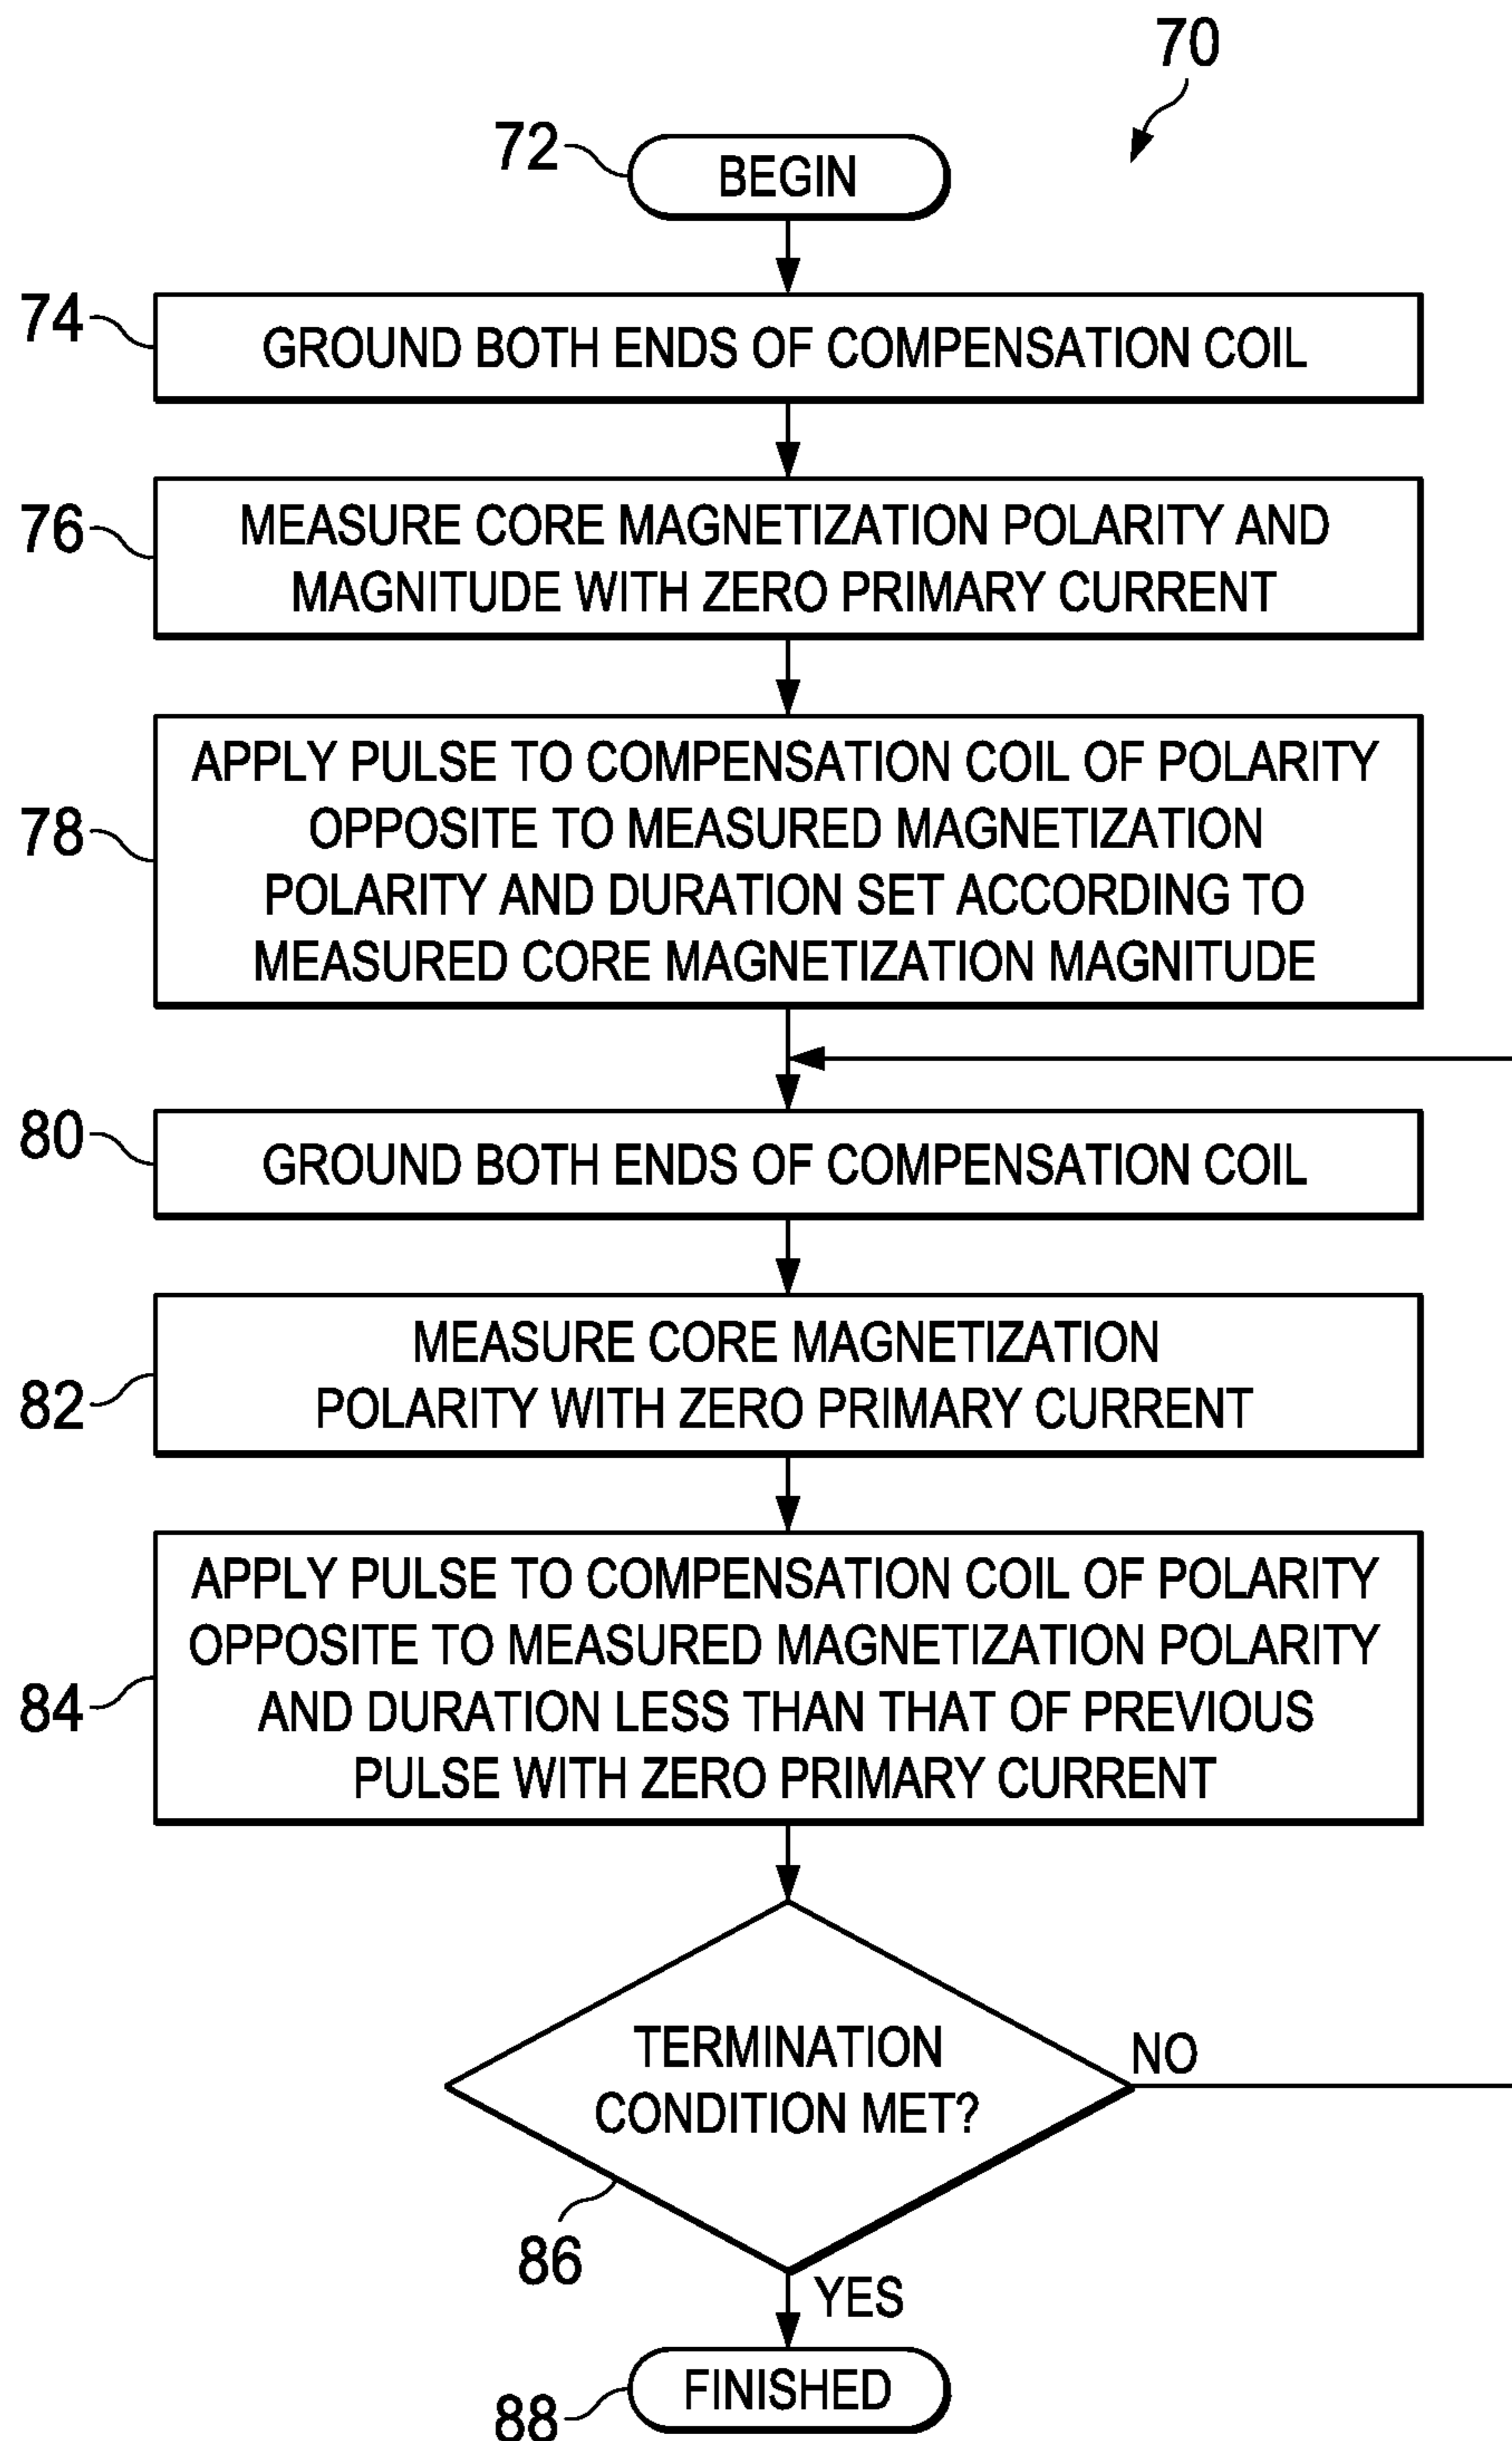 70
72
BEGIN
74
GROUND BOTH ENDS OF COMPENSATION COIL
76
MEASURE CORE MAGNETIZATION POLARITY AND
MAGNITUDE WITH ZERO PRIMARY CURRENT
78
APPLY PULSE TO COMPENSATION COIL OF POLARITY
OPPOSITE TO MEASURED MAGNETIZATION
POLARITY AND DURATION SET ACCORDING TO
MEASURED CORE MAGNETIZATION MAGNITUDE
80
GROUND BOTH ENDS OF COMPENSATION COIL
82
MEASURE CORE MAGNETIZATION
POLARITY WITH ZERO PRIMARY CURRENT
84
APPLY PULSE TO COMPENSATION COIL OF POLARITY
OPPOSITE TO MEASURED MAGNETIZATION POLARITY
AND DURATION LESS THAN THAT OF PREVIOUS
PULSE WITH ZERO PRIMARY CURRENT
TERMINATION
CONDITION MET?
NO
86
YES
88
FINISHED